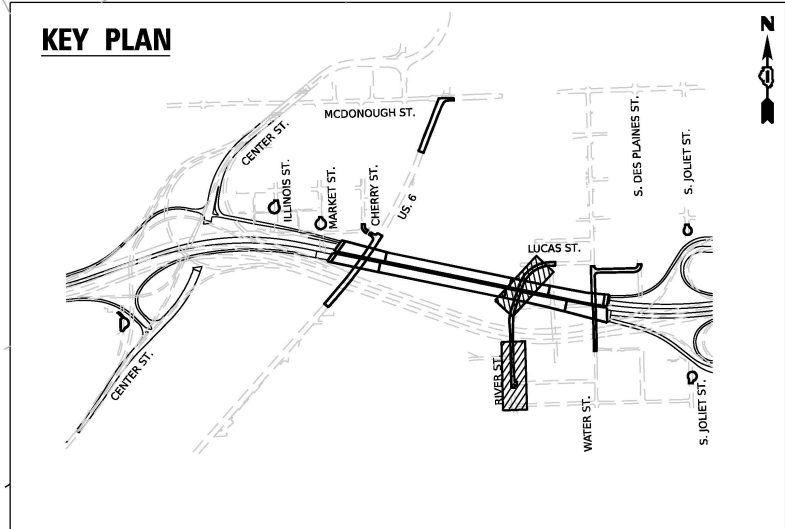 KEY PLAN
N
MCDONOUGH ST.
CENTER ST.
S. DES PLAINES ST.
S. JOLIET ST.
ILLINOIS ST.
MARKET ST.
CHERRY ST.
US. 6
LUCAS ST.
CENTER ST.
RIVER ST.
WATER ST.
S. JOLIET ST.